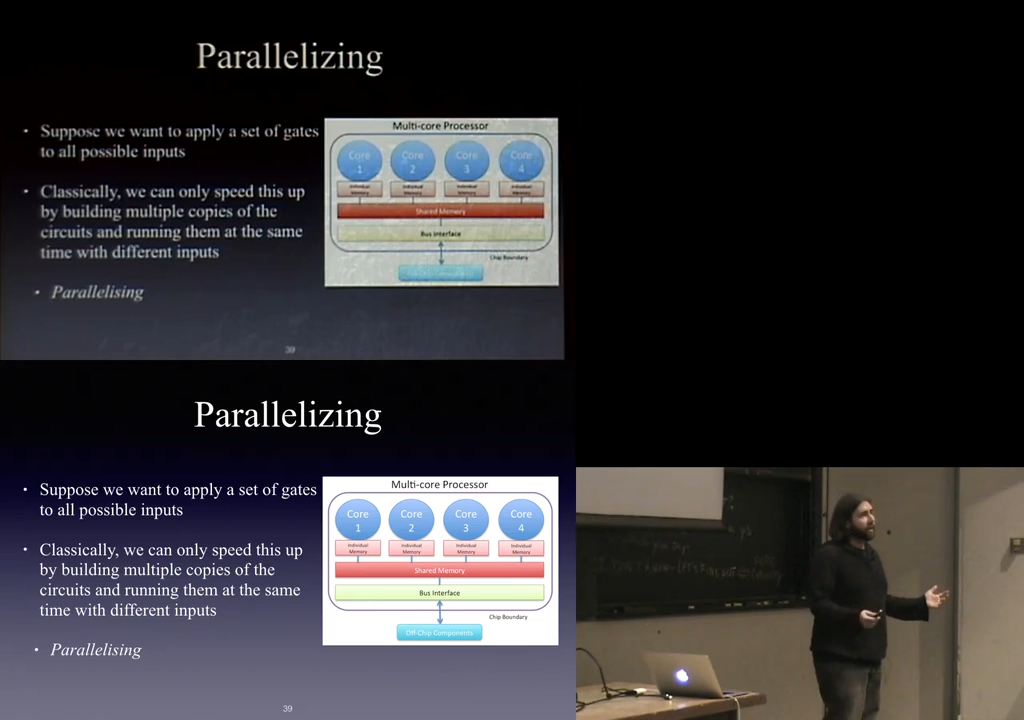 Parallelizing
• Suppose we want to apply a set of gates
to all possible inputs
• Classically, we can only speed this up
by building multiple copies of the
circuits and running them at the same
time with different inputs
• Parallelising
Multi-core Processor
Core 1
Core 2
Core 3
Core 4
Individual Memory
Individual Memory
Individual Memory
Individual Memory
Shared Memory
Bus Interface
Chip Boundary
39
Parallelizing
• Suppose we want to apply a set of gates
to all possible inputs
• Classically, we can only speed this up
by building multiple copies of the
circuits and running them at the same
time with different inputs
• Parallelising
Multi-core Processor
Core 1
Core 2
Core 3
Core 4
Individual Memory
Individual Memory
Individual Memory
Individual Memory
Shared Memory
Bus Interface
Chip Boundary
Off-Chip Components
39